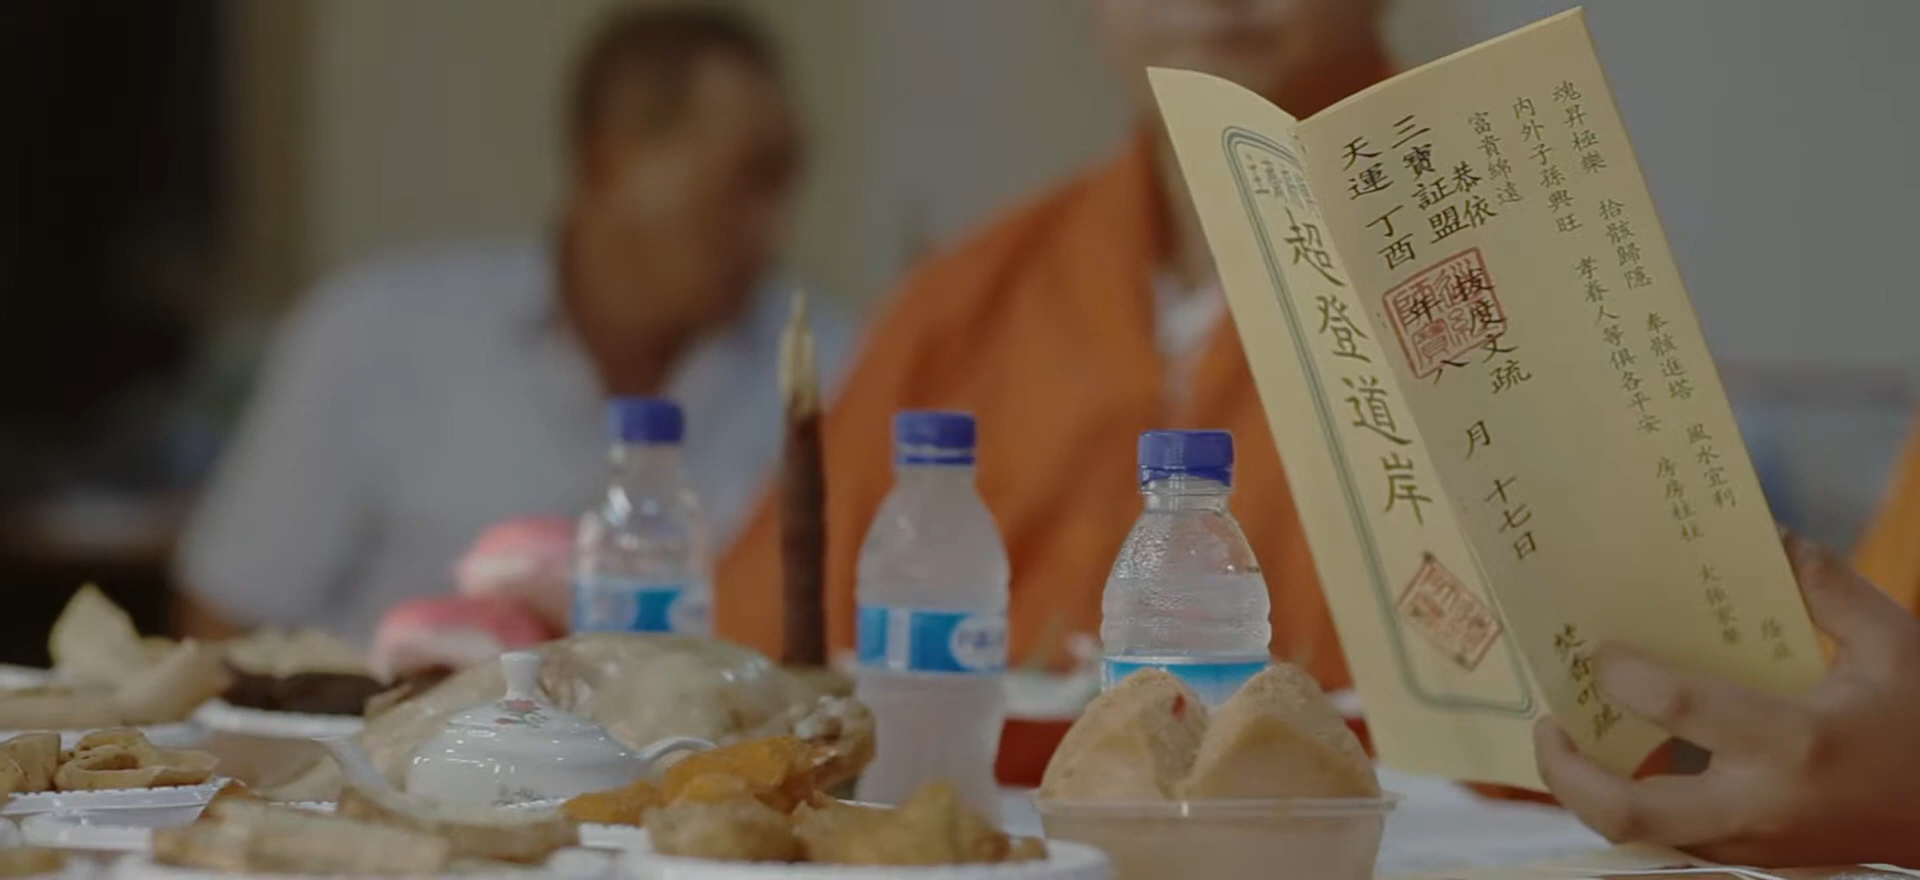 魂昇極樂 拾骸歸隱 奉骸進塔 風水宜利
內外子孫興旺 孝眷人等俱各平安 房房桂
富貴綿遠
恭依
三寶証盟 拔度文疏
天運丁酉年八月十七日
超登道岸